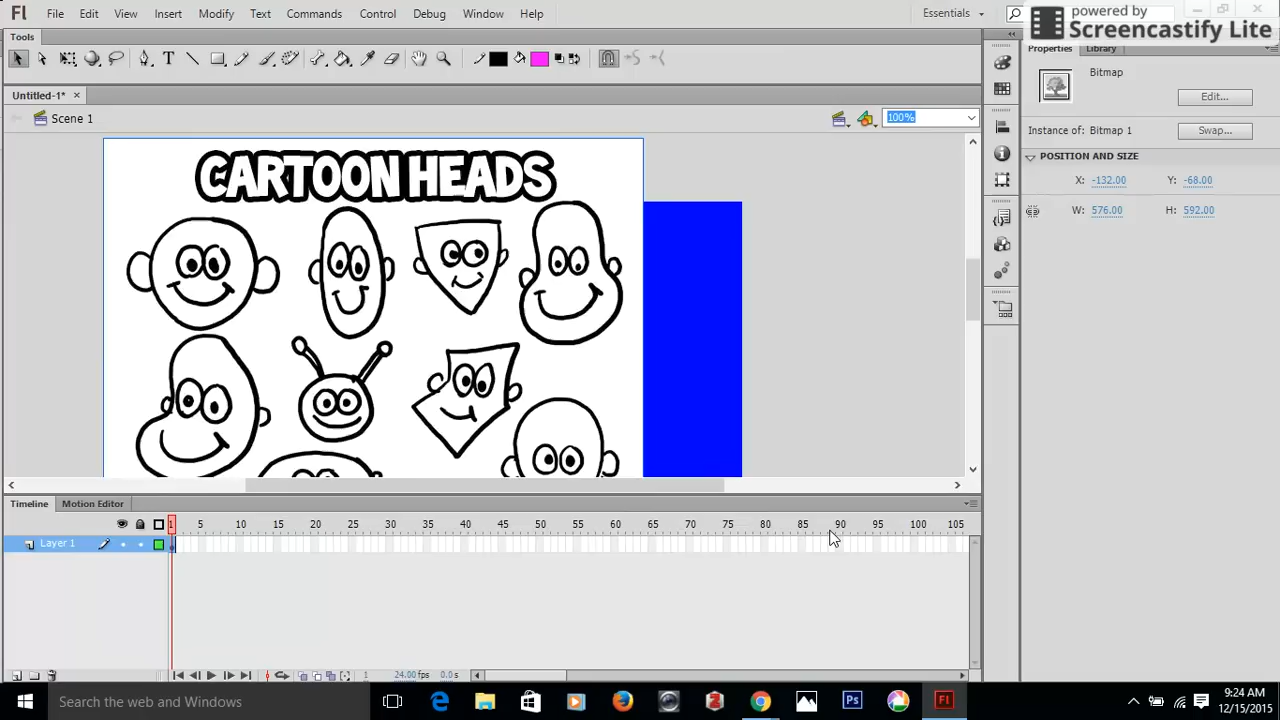 Fl File Edit View Insert Modify Text Commands Control Debug Window Help Essentials
powered by
Screencastify Lite
Tools
Properties Library
Bitmap
Edit...
Untitled-1* ×
Scene 1
100%
Instance of: Bitmap 1
Swap...
POSITION AND SIZE
X: -132.00 Y: -68.00
W: 576.00 H: 592.00
CARTOON HEADS
Timeline Motion Editor
1 5 10 15 20 25 30 35 40 45 50 55 60 65 70 75 80 85 90 95 100 105
Layer 1
1 24.00 fps 0.0 s
Search the web and Windows
Ps Fl
9:24 AM
12/15/2015